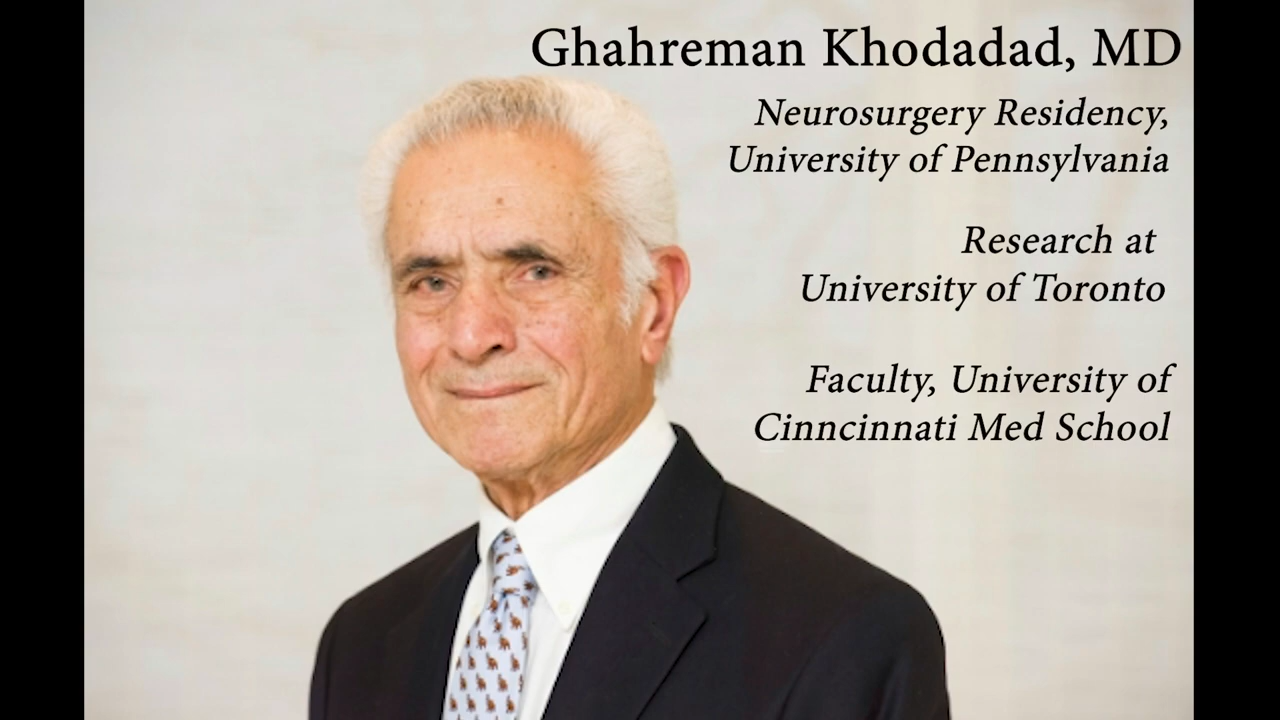 Ghahreman Khodadad, MD
Neurosurgery Residency,
University of Pennsylvania
Research at
University of Toronto
Faculty, University of
Cinncinnati Med School